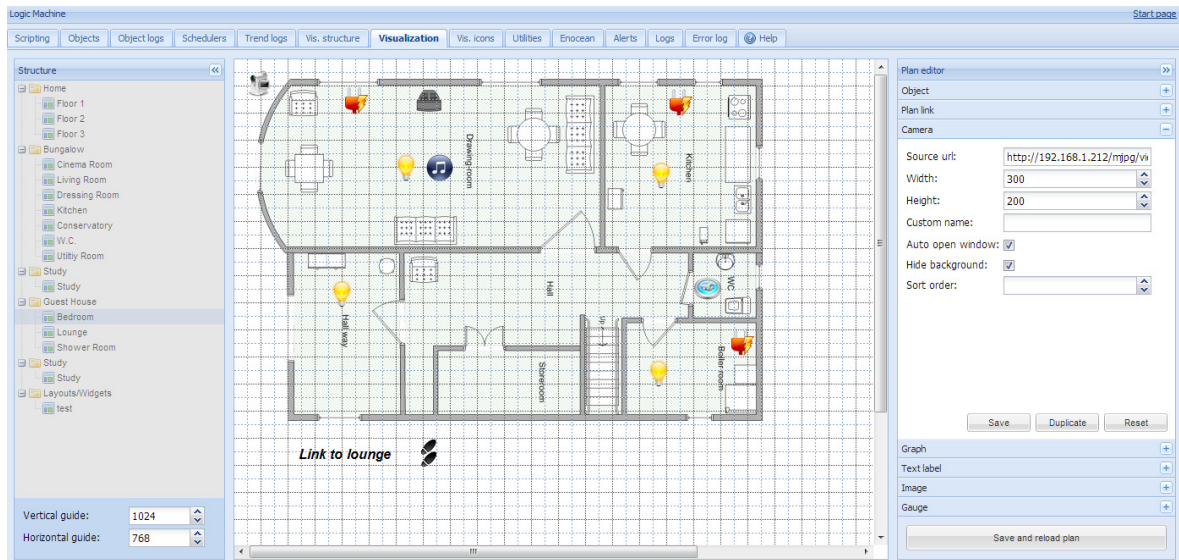 Logic Machine
Start page
Scripting Objects Object logs Schedulers Trend logs Vis. structure Visualization Vis. icons Utilities Enocean Alerts Logs Error log Help
Structure
Home
Floor 1
Floor 2
Floor 3
Bungalow
Cinema Room
Living Room
Dressing Room
Kitchen
Conservatory
W.C.
Utitly Room
Study
Study
Guest House
Bedroom
Lounge
Shower Room
Study
Study
Layouts/Widgets
test
Vertical guide: 1024
Horizontal guide: 768
Drawing-room
Kitchen
Hall
WC
Hall way
Up
Storeroom
Boiler room
Link to lounge
Plan editor
Object
Plan link
Camera
Source url: http://192.168.1.212/mjpg/vi
Width: 300
Height: 200
Custom name:
Auto open window:
Hide background:
Sort order:
Save Duplicate Reset
Graph
Text label
Image
Gauge
Save and reload plan